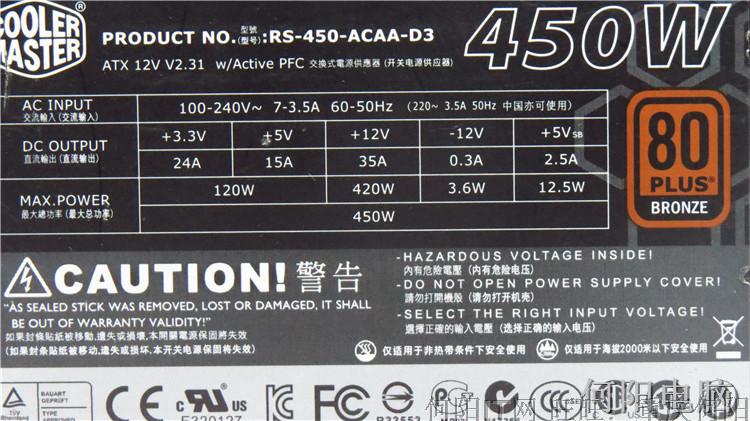 COOLER
MASTER
PRODUCT NO.(型號:型号):RS-450-ACAA-D3
450W
ATX 12V V2.31 w/Active PFC 交換式電源供應器 (开关电源供应器)
AC INPUT 100-240V~ 7-3.5A 60-50Hz (220~ 3.5A 50Hz 中国亦可使用)
交流輸入(交流输入)
DC OUTPUT +3.3V +5V +12V -12V +5VSB
直流輸出(直流输出) 24A 15A 35A 0.3A 2.5A
MAX.POWER 120W 420W 3.6W 12.5W
最大總功率(最大总功率) 450W
80
PLUS®
BRONZE
CAUTION! 警告
"AS SEALED STICK WAS REMOVED, LOST OR DAMAGED, IT SHALL
BE OUT OF WARRANTY VALIDITY!"
如果封條貼紙被移動,遺失或損壞,本開關電源保固將失效
(如果封条贴纸被移动,遗失或损坏,本开关电源保固将失效)
-HAZARDOUS VOLTAGE INSIDE!
內有危險電壓 (内有危险电压)
-DO NOT OPEN POWER SUPPLY COVER!
請勿打開機殼 (请勿打开机壳)
-SELECT THE RIGHT INPUT VOLTAGE!
選擇正確的輸入電壓 (选择正确的输入电压)
仅适用于非热带条件下安全使用 仅适用于海拔2000米以下安全使用
TÜV
Rheinland
BAUART
GEPRÜFT
TYPE
APPROVED
CE
FC